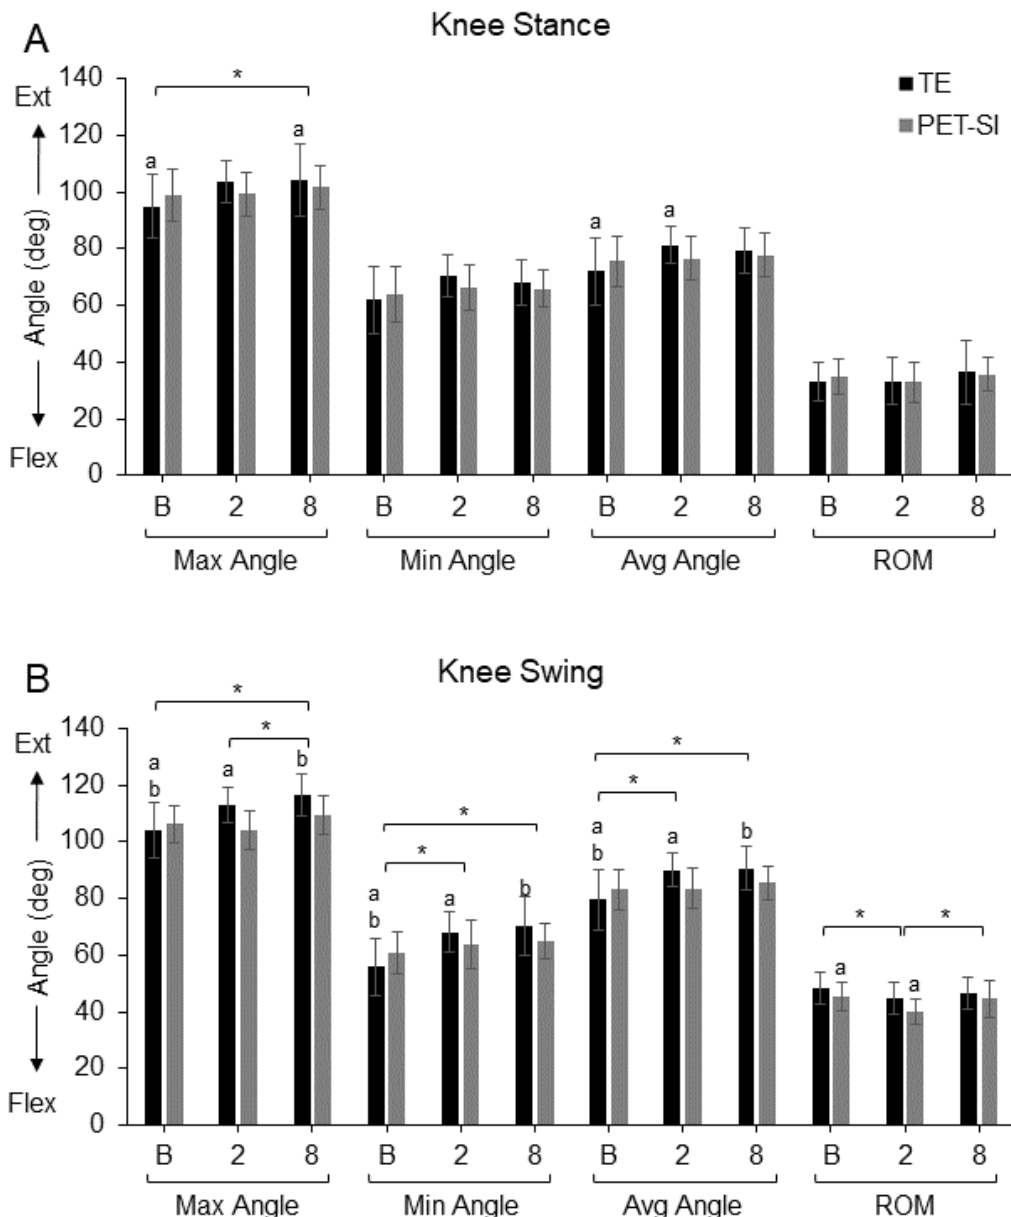 A
Knee Stance
Ext
Angle (deg)
Flex
140
120
100
80
60
40
20
0
TE
PET-SI
*
a
a
a
a
B 2 8 B 2 8 B 2 8 B 2 8
Max Angle Min Angle Avg Angle ROM
B
Knee Swing
Ext
Angle (deg)
Flex
140
120
100
80
60
40
20
0
*
*
a
b
a
b
*
*
a
b
a
b
*
*
a
b
a
b
*
*
a
a
B 2 8 B 2 8 B 2 8 B 2 8
Max Angle Min Angle Avg Angle ROM